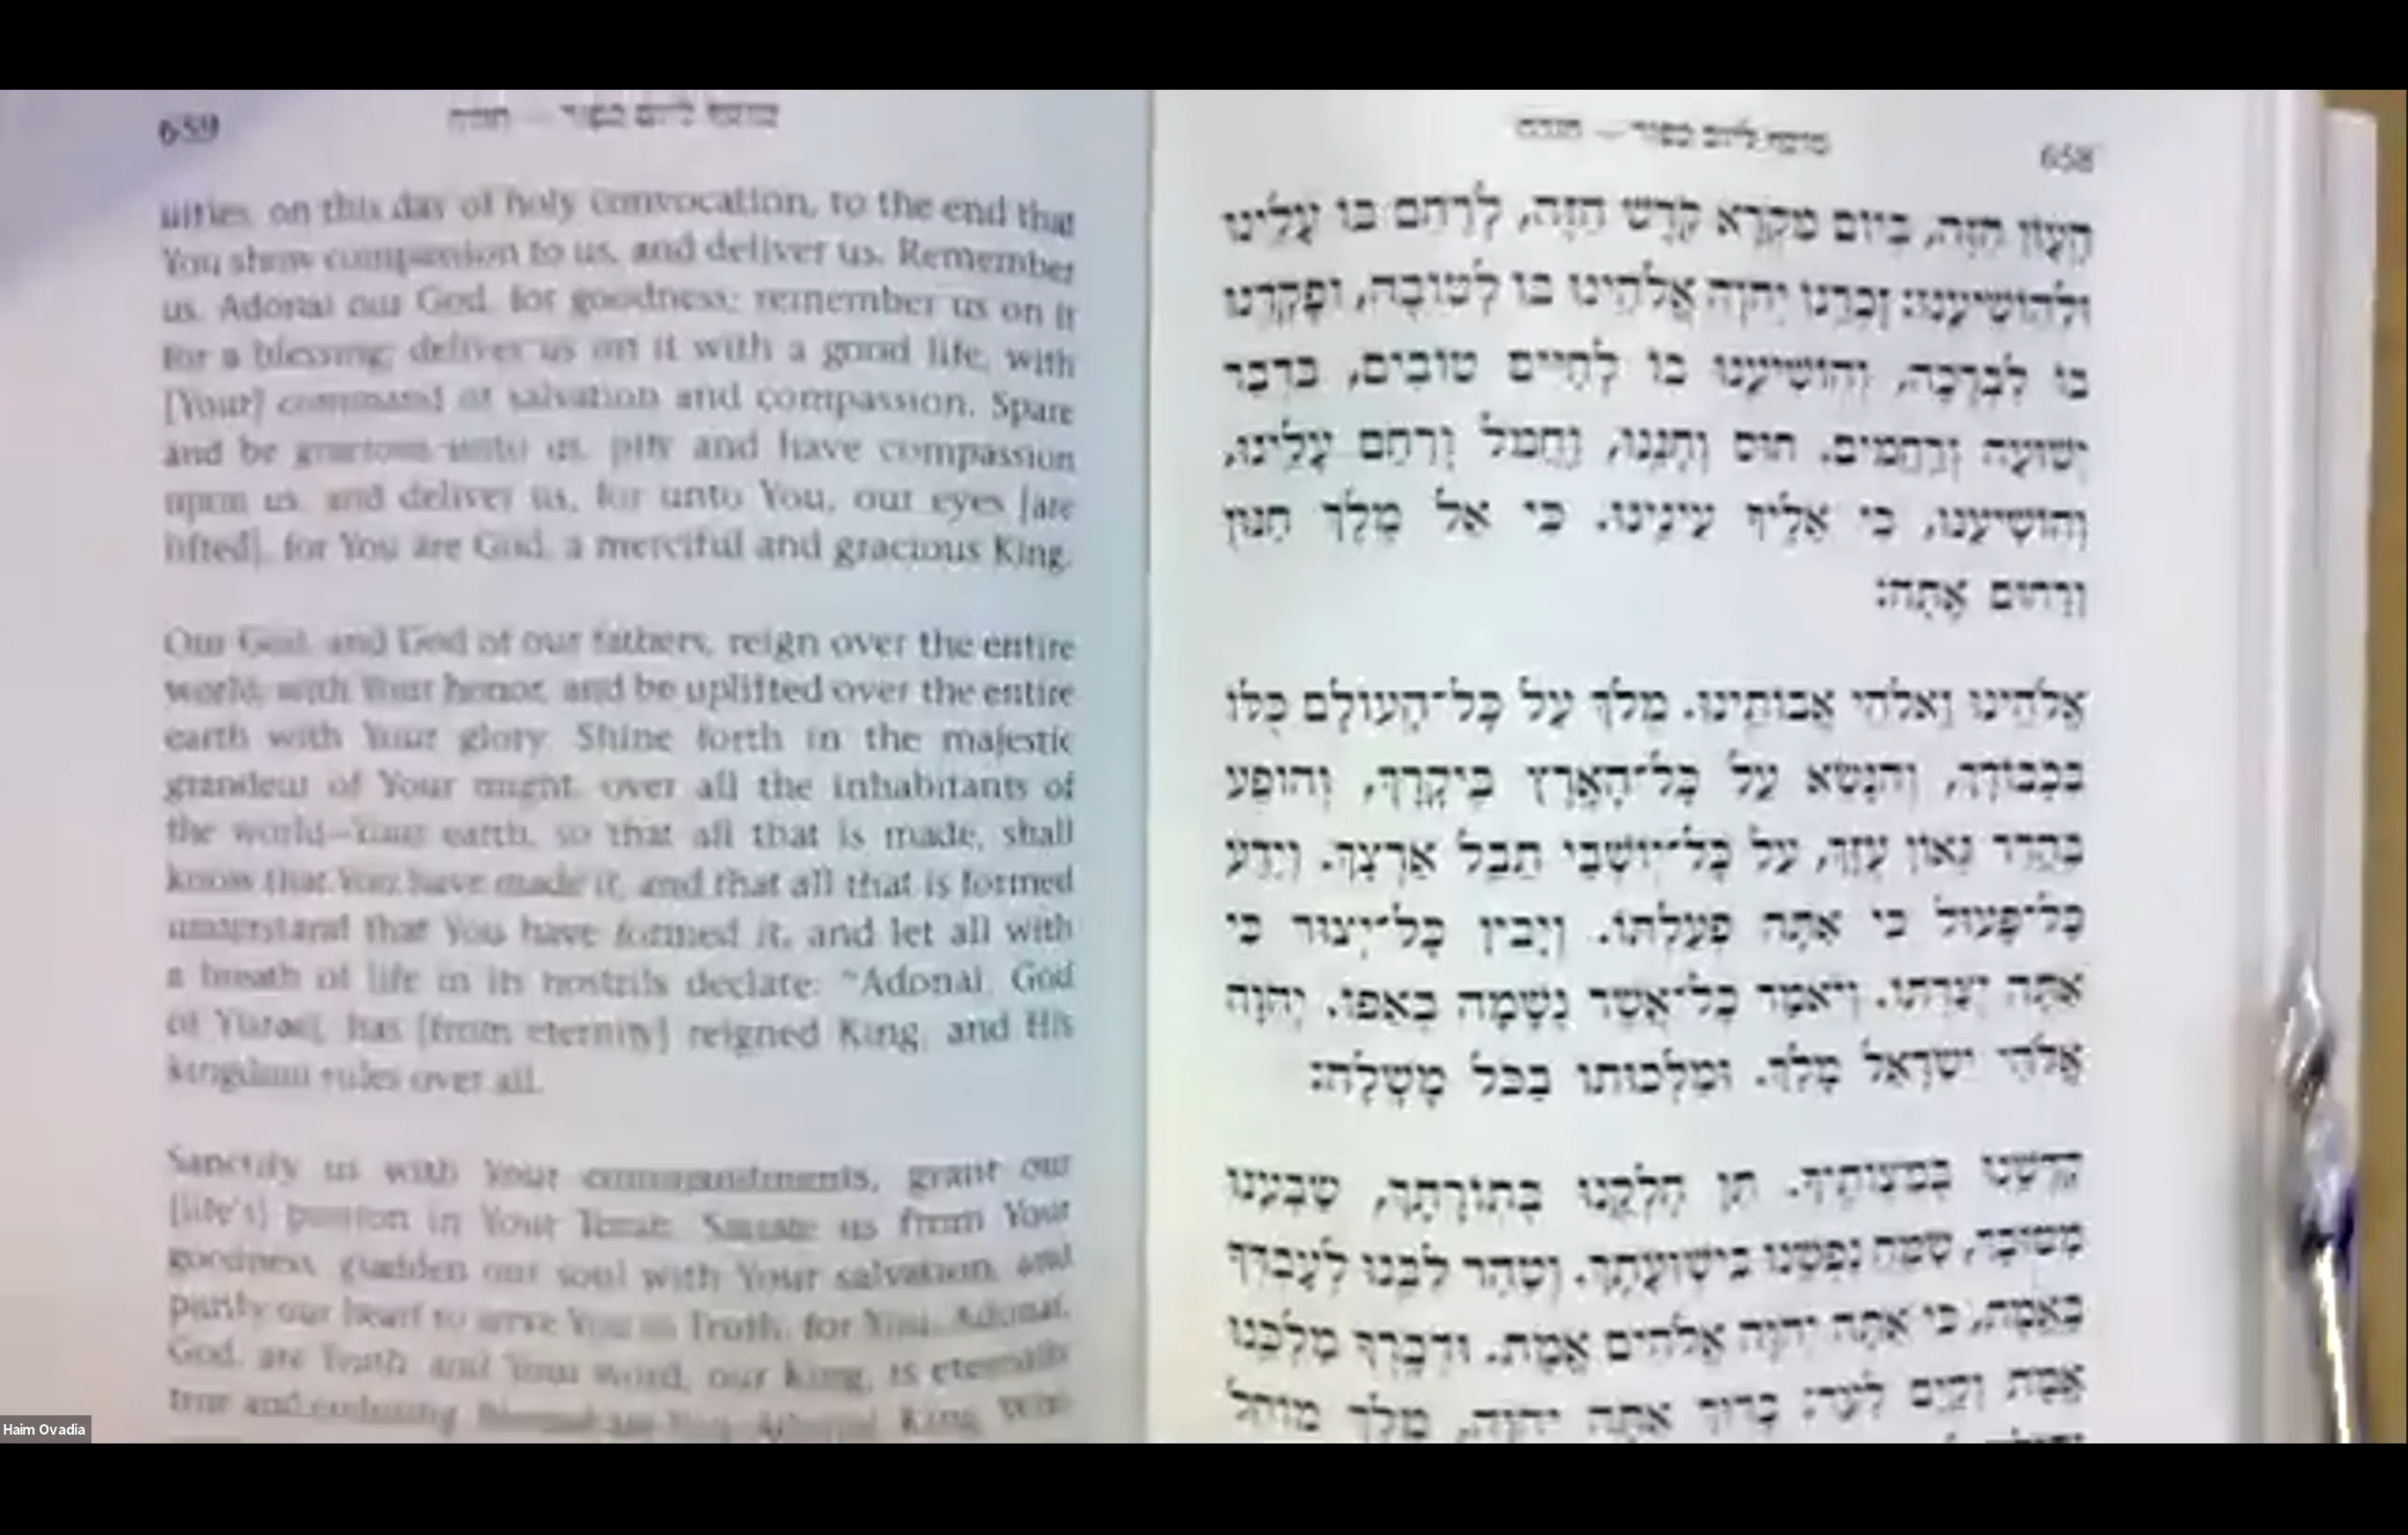 659
מוסף ליום כפור — חזרה
uities, on this day of holy convocation, to the end that
You show compassion to us, and deliver us. Remember
us, Adonai our God, for goodness; remember us on it
for a blessing; deliver us on it with a good life, with
[Your] command of salvation and compassion. Spare
and be gracious unto us, pity and have compassion
upon us, and deliver us, for unto You, our eyes [are
lifted], for You are God, a merciful and gracious King.
Our God, and God of our fathers, reign over the entire
world, with Your honor, and be uplifted over the entire
earth with Your glory. Shine forth in the majestic
grandeur of Your might, over all the inhabitants of
the world—Your earth, so that all that is made, shall
know that You have made it, and that all that is formed
understand that You have formed it, and let all with
a breath of life in its nostrils declare: "Adonai, God
of Yisrael, has [from eternity] reigned King, and His
kingdom rules over all.
Sanctify us with Your commandments, grant our
[life's] portion in Your Torah. Satiate us from Your
goodness, gladden our soul with Your salvation, and
purify our heart to serve You in Truth, for You, Adonai,
God, are Truth and Your word, our King, is eternally
true and enduring. Blessed are You, Adonai, King Who
מוסף ליום כפור — חזרה
658
הֶעָוֹן הַזֶּה, בְּיוֹם מִקְרָא קֹדֶשׁ הַזֶּה, לְרַחֵם בּוֹ עָלֵינוּ
וּלְהוֹשִׁיעֵנוּ: זָכְרֵנוּ יְהֹוָה אֱלֹהֵינוּ בּוֹ לְטוֹבָה, וּפָקְדֵנוּ
בוֹ לִבְרָכָה, וְהוֹשִׁיעֵנוּ בוֹ לְחַיִּים טוֹבִים, בִּדְבַר
יְשׁוּעָה וְרַחֲמִים. חוּס וְחָנֵּנוּ, וַחֲמֹל וְרַחֵם עָלֵינוּ,
וְהוֹשִׁיעֵנוּ, כִּי אֵלֶיךָ עֵינֵינוּ. כִּי אֵל מֶלֶךְ חַנּוּן
וְרַחוּם אָתָּה:
אֱלֹהֵינוּ וֵאלֹהֵי אֲבוֹתֵינוּ. מְלֹךְ עַל כָּל־הָעוֹלָם כֻּלּוֹ
בִּכְבוֹדָךְ, וְהִנָּשֵׂא עַל כָּל־הָאָרֶץ בִּיקָרָךְ, וְהוֹפַע
בַּהֲדַר גְּאוֹן עֻזָּךְ, עַל כָּל־יוֹשְׁבֵי תֵבֵל אַרְצָךְ. וְיֵדַע
כָּל־פָּעוּל כִּי אַתָּה פְעַלְתּוֹ. וְיָבִין כָּל־יְצוּר כִּי
אַתָּה יְצַרְתּוֹ. וְיֹאמַר כָּל־אֲשֶׁר נְשָׁמָה בְאַפּוֹ. יְהֹוָה
אֱלֹהֵי יִשְׂרָאֵל מָלָךְ. וּמַלְכוּתוֹ בַּכֹּל מָשָׁלָה:
קַדְּשֵׁנוּ בְּמִצְוֹתֶיךָ. תֵּן חֶלְקֵנוּ בְּתוֹרָתָךְ, שַׂבְּעֵנוּ
מִטּוּבָךְ, שַׂמֵּחַ נַפְשֵׁנוּ בִּישׁוּעָתָךְ. וְטַהֵר לִבֵּנוּ לְעָבְדְּךָ
בֶּאֱמֶת, כִּי אַתָּה יְהֹוָה אֱלֹהִים אֱמֶת. וּדְבָרְךָ מַלְכֵּנוּ
אֱמֶת וְקַיָּם לָעַד: בָּרוּךְ אַתָּה יְהֹוָה, מֶלֶךְ מוֹחֵל
Haim Ovadia